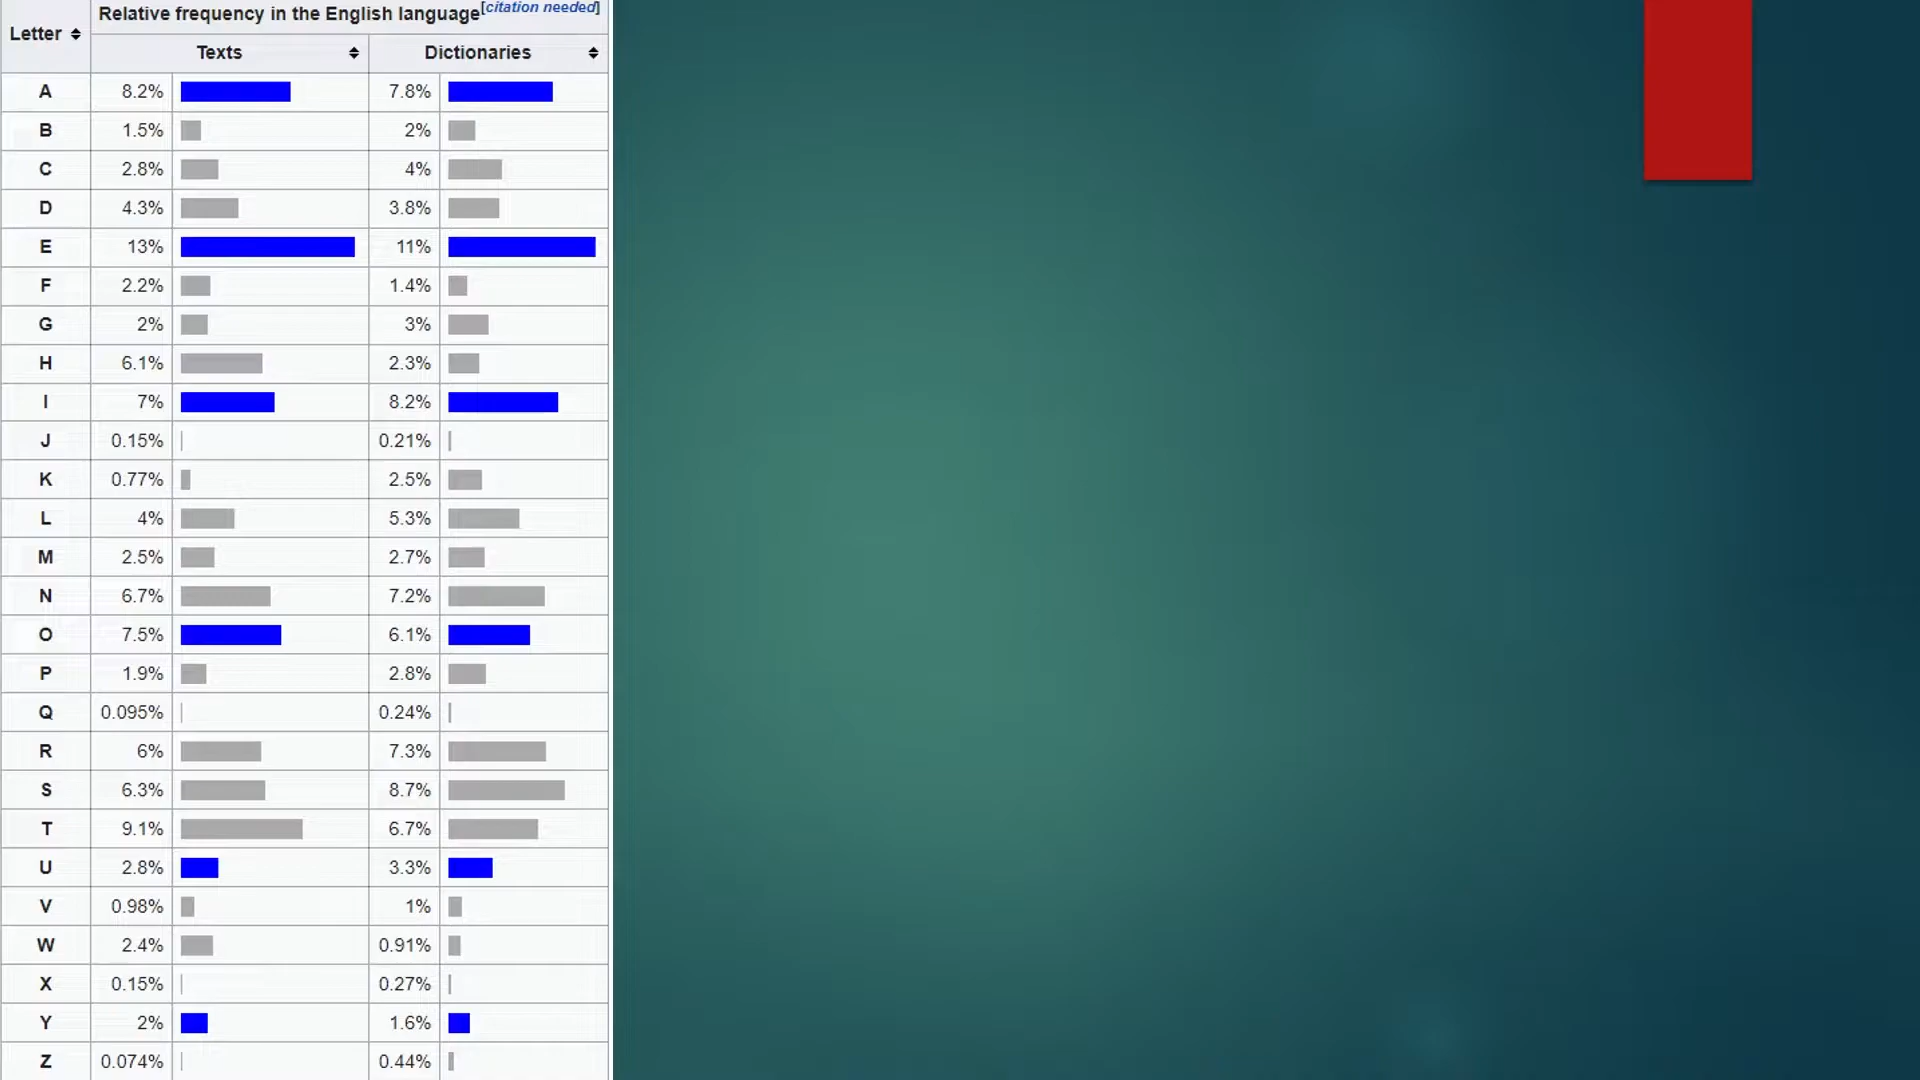 Relative frequency in the English language[citation needed]
Letter
Texts Dictionaries
A 8.2% 7.8%
B 1.5% 2%
C 2.8% 4%
D 4.3% 3.8%
E 13% 11%
F 2.2% 1.4%
G 2% 3%
H 6.1% 2.3%
I 7% 8.2%
J 0.15% 0.21%
K 0.77% 2.5%
L 4% 5.3%
M 2.5% 2.7%
N 6.7% 7.2%
O 7.5% 6.1%
P 1.9% 2.8%
Q 0.095% 0.24%
R 6% 7.3%
S 6.3% 8.7%
T 9.1% 6.7%
U 2.8% 3.3%
V 0.98% 1%
W 2.4% 0.91%
X 0.15% 0.27%
Y 2% 1.6%
Z 0.074% 0.44%